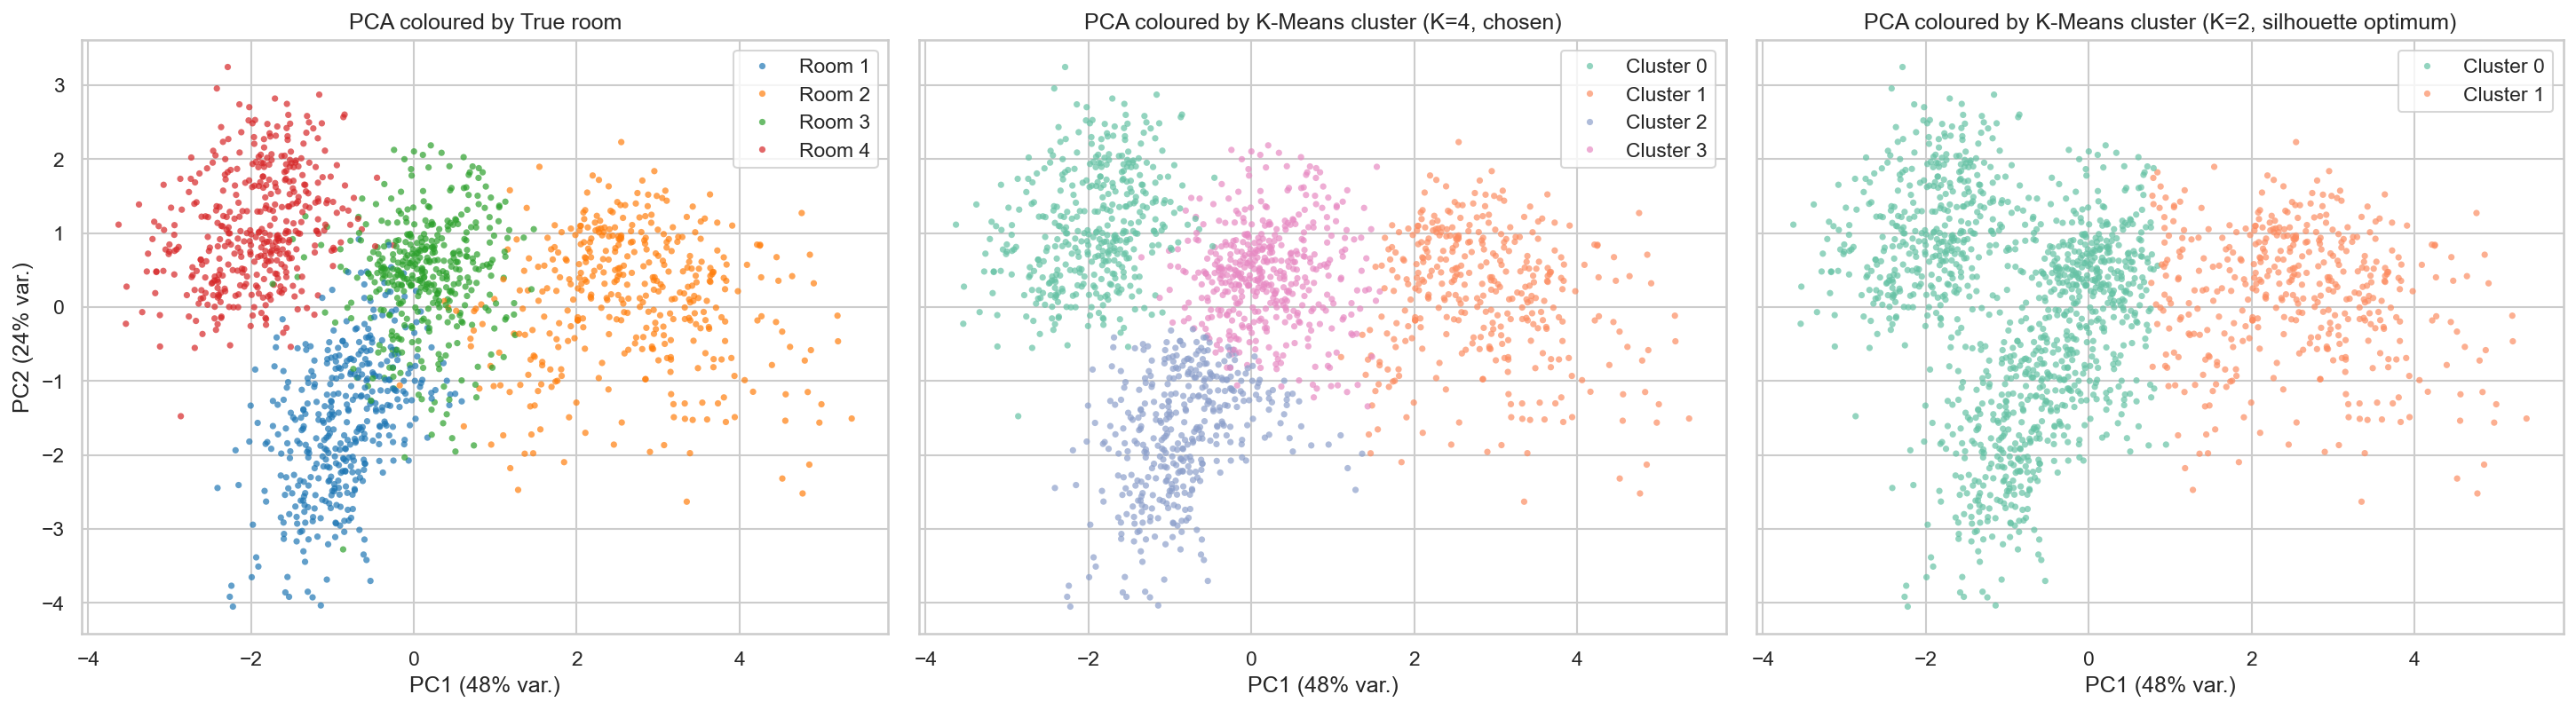 PCA coloured by True room
Room 1
Room 2
Room 3
Room 4
3
2
1
0
−1
−2
−3
−4
PC2 (24% var.)
−4 −2 0 2 4
PC1 (48% var.)
PCA coloured by K-Means cluster (K=4, chosen)
Cluster 0
Cluster 1
Cluster 2
Cluster 3
−4 −2 0 2 4
PC1 (48% var.)
PCA coloured by K-Means cluster (K=2, silhouette optimum)
Cluster 0
Cluster 1
−4 −2 0 2 4
PC1 (48% var.)